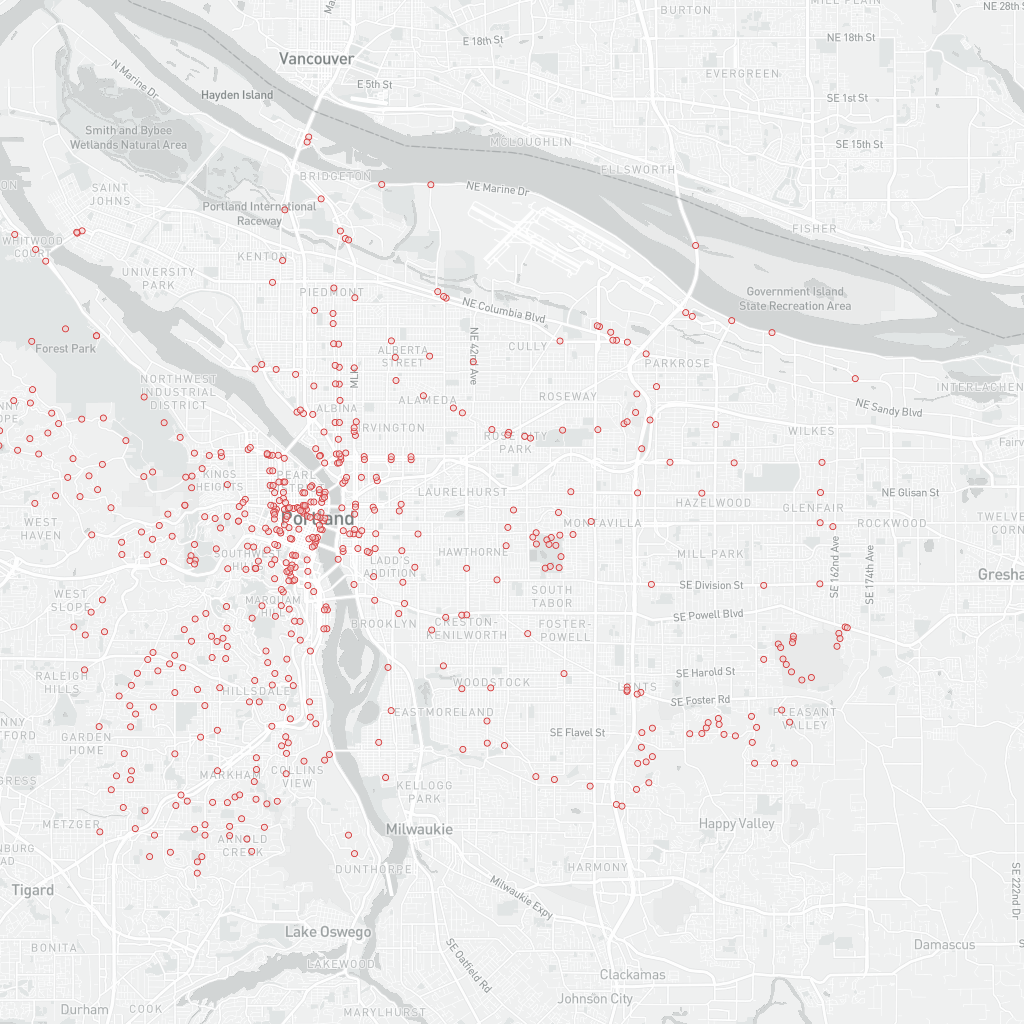 BURTON
MILL PLAIN
NE 28th S
NE 18th St
E 18th St
Vancouver
N Marine Dr
EVERGREEN
E 5th St
Hayden Island
SE 1st St
Smith and Bybee
Wetlands Natural Area
MCLOUGHLIN
SE 15th St
ELLSWORTH
BRIDGETON
SAINT
JOHNS
NE Marine Dr
Portland International
Raceway
FISHER
WHITWOOD
COURT
KENTON
UNIVERSITY
PARK
PIEDMONT
Government Island
State Recreation Area
NE Columbia Blvd
NE 42nd Ave
CULLY
Forest Park
ALBERTA
STREET
PARKROSE
MLK
NORTHWEST
INDUSTRIAL
DISTRICT
INTERLACHEN
ALAMEDA
ROSEWAY
ALBINA
NE Sandy Blvd
IRVINGTON
ROSE CITY
PARK
WILKES
KINGS
HEIGHTS
PEARL
LAURELHURST
NE Glisan St
HAZELWOOD
GLENFAIR
WEST
HAVEN
Portland
MONTAVILLA
ROCKWOOD
TWELVE
COR
HAWTHORNE
MILL PARK
LADD'S
ADDITION
NE 162nd Ave
SE 174th Ave
Gresha
WEST
SLOPE
SE Division St
SOUTH
TABOR
MARQUAM
HILL
SE Powell Blvd
BROOKLYN
CRESTON-
KENILWORTH
FOSTER-
POWELL
RALEIGH
HILLS
SE Harold St
WOODSTOCK
LENTS
HILLSDALE
SE Foster Rd
EASTMORELAND
PLEASANT
VALLEY
GARDEN
HOME
SE Flavel St
MARKHAM
COLLINS
VIEW
KELLOGG
PARK
METZGER
Milwaukie
Happy Valley
ARNOLD
CREEK
DUNTHORPE
HARMONY
Milwaukie Expy
Tigard
SE 222nd Dr
Lake Oswego
BONITA
SE Oatfield Rd
Damascus
LAKEWOOD
Clackamas
Johnson City
Durham
COOK
MARYLHURST